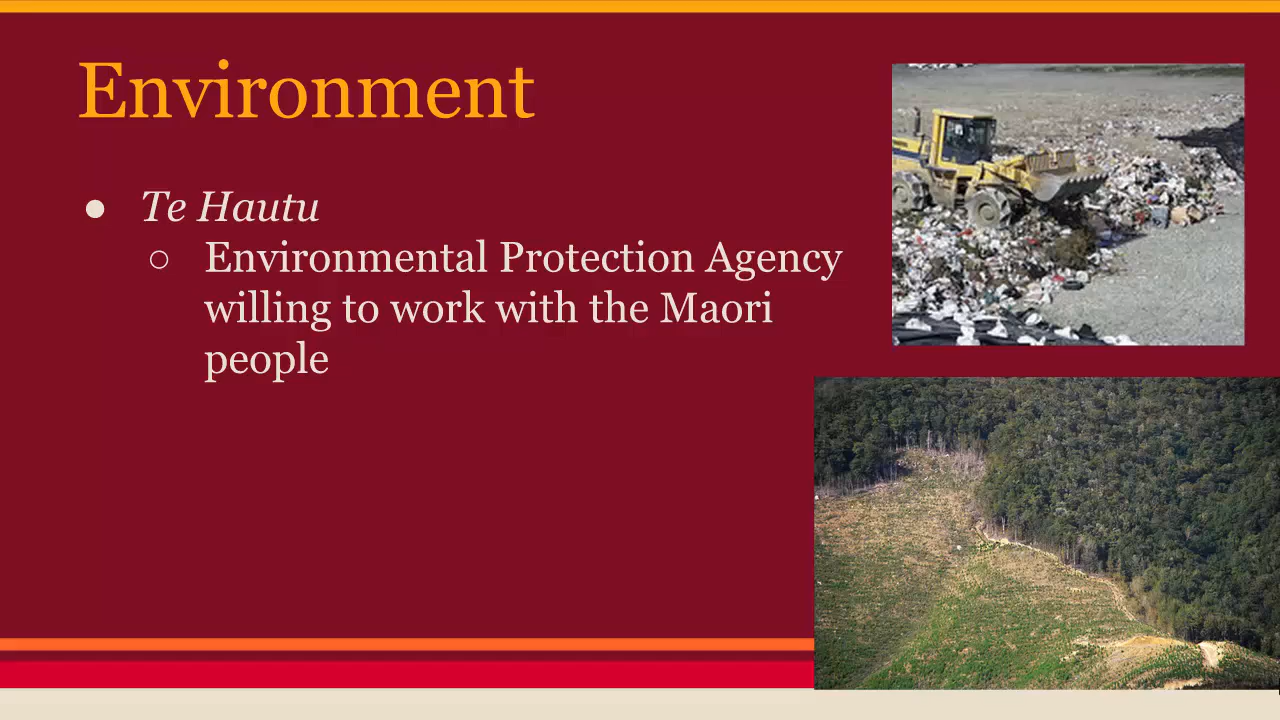 Environment
● Te Hautu
○ Environmental Protection Agency
willing to work with the Maori
people